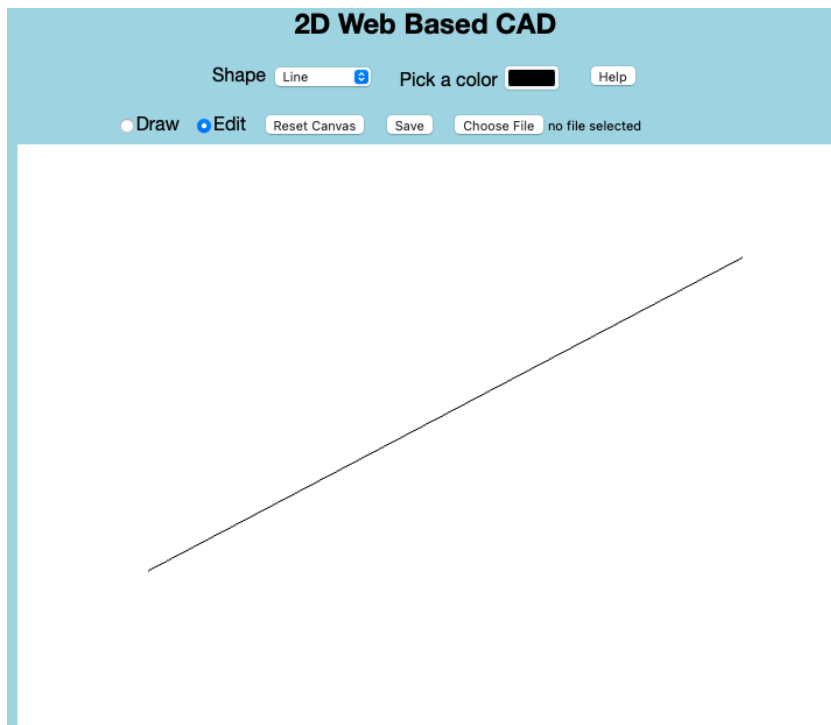 2D Web Based CAD
Shape Line Pick a color Help
Draw Edit Reset Canvas Save Choose File no file selected